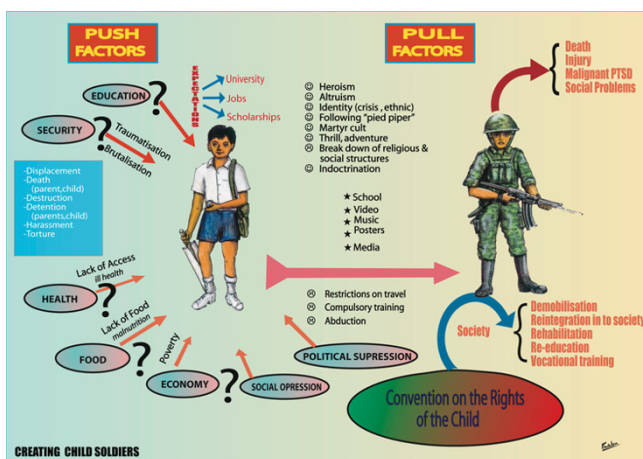 PUSH
FACTORS
PULL
FACTORS
EDUCATION
?
EXPECTATIONS
University
Jobs
Scholarships
SECURITY
?
Traumatisation
Brutalisation
-Displacement
-Death
(parent,child)
-Destruction
-Detention
(parents,child)
-Harassment
-Torture
Lack of Access
ill health
HEALTH
?
Lack of Food
malnutrition
FOOD
?
Poverty
ECONOMY
?
SOCIAL OPRESSION
POLITICAL SUPRESSION
Heroism
Altruism
Identity (crisis , ethnic)
Following "pied piper"
Martyr cult
Thrill, adventure
Break down of religious &
social structures
Indoctrination
School
Video
Music
Posters
Media
Restrictions on travel
Compulsory training
Abduction
Death
Injury
Malignant PTSD
Social Problems
Society
Demobilisation
Reintegration in to society
Rehabilitation
Re-education
Vocational training
Convention on the Rights
of the Child
CREATING CHILD SOLDIERS